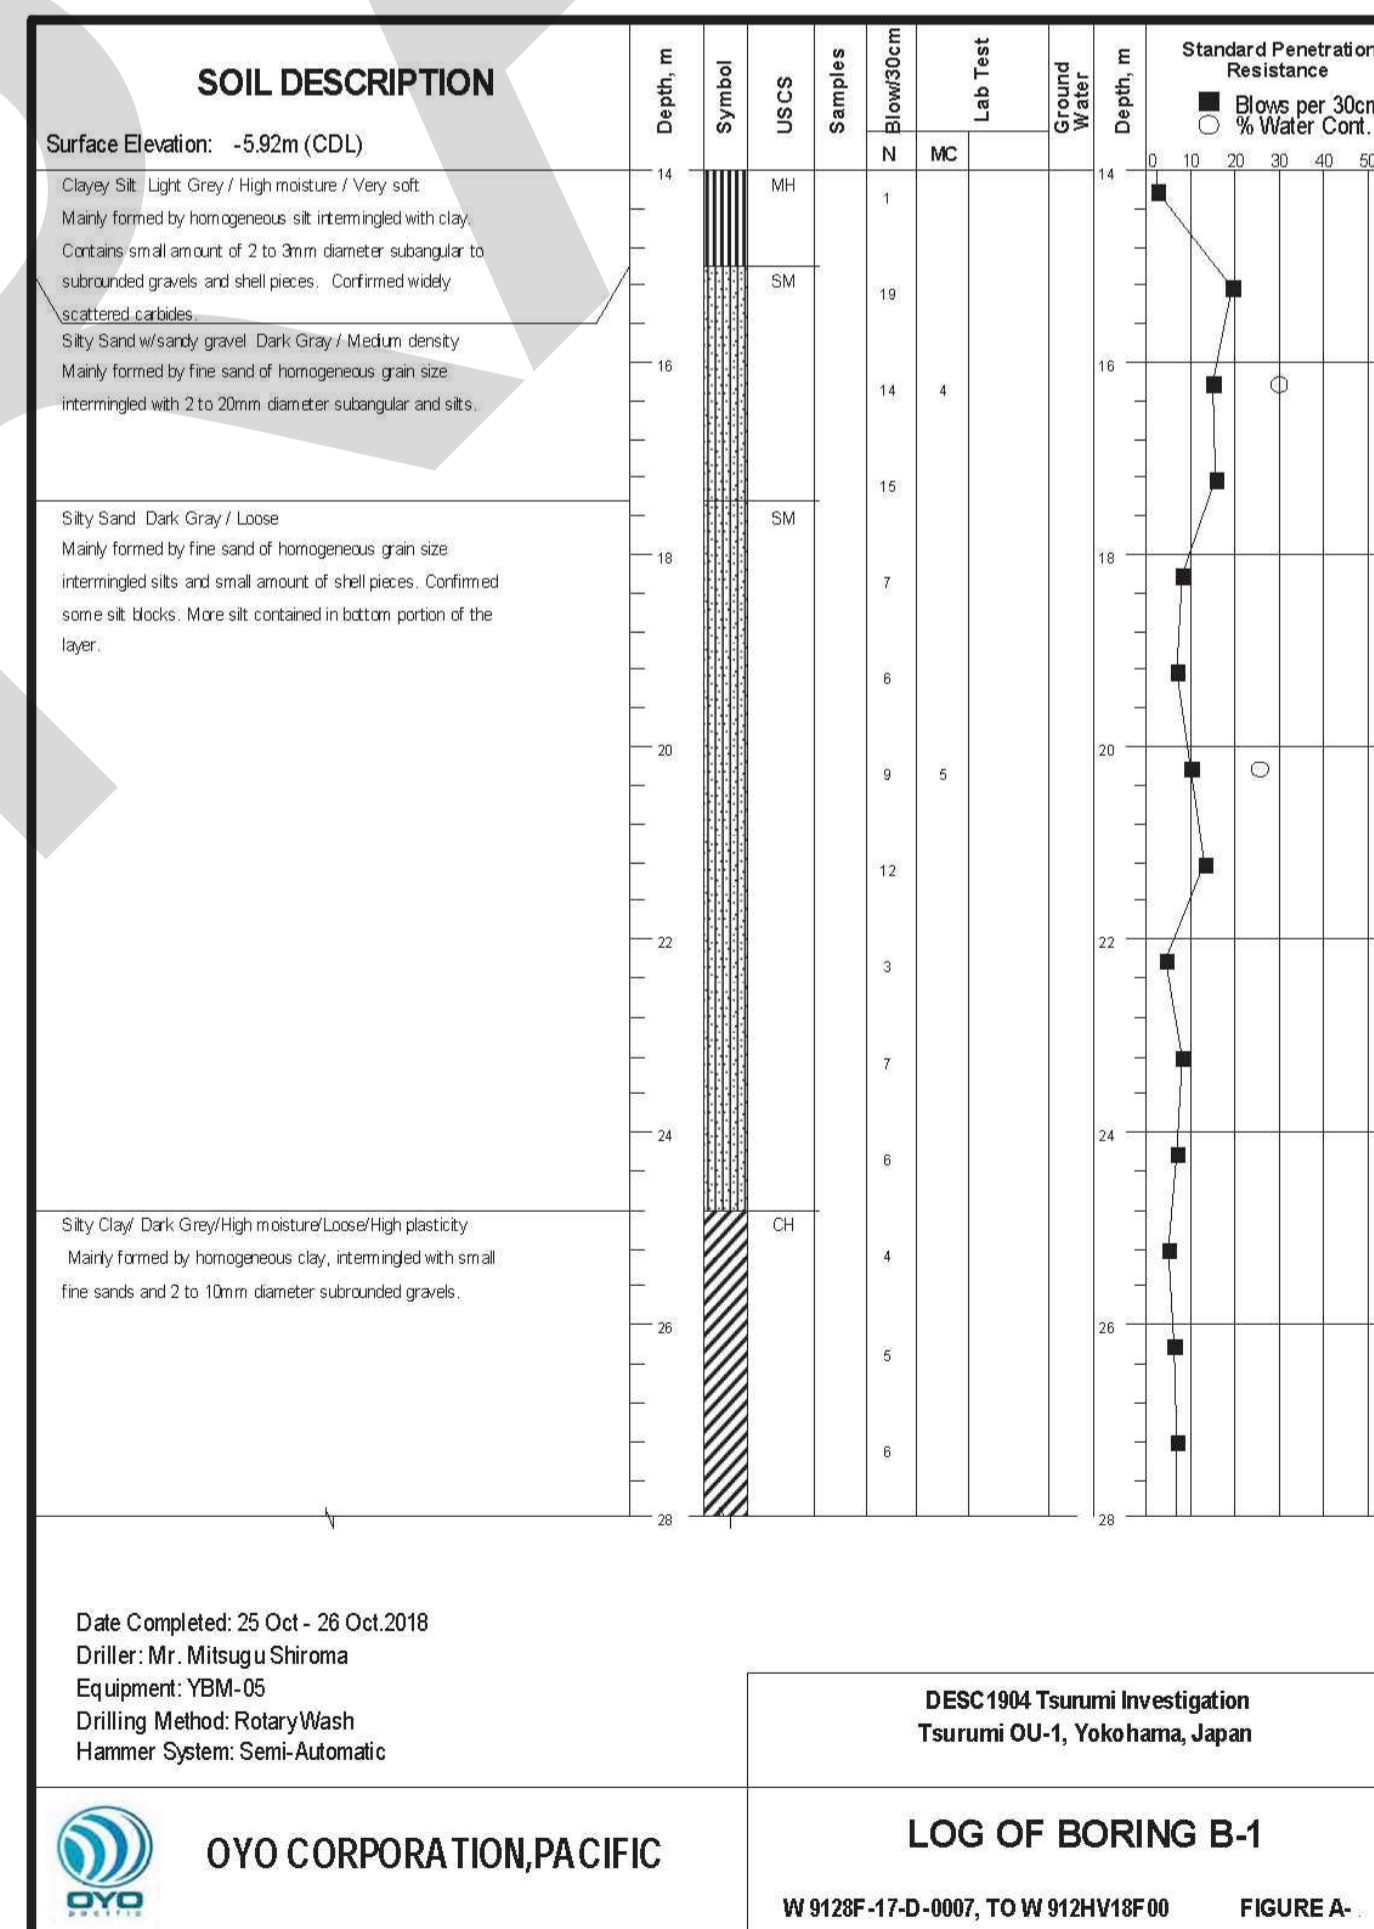 SOIL DESCRIPTION
Surface Elevation: -5.92m (CDL)
Depth, m
Symbol
USCS
Samples
Blow/30cm
N
Lab Test
MC
Ground Water
Depth, m
Standard Penetration
Resistance
Blows per 30cm
% Water Cont.
0 10 20 30 40 50
Clayey Silt Light Grey / High moisture / Very soft
Mainly formed by homogeneous silt intermingled with clay.
Contains small amount of 2 to 3mm diameter subangular to
subrounded gravels and shell pieces. Confirmed widely
scattered carbides.
Silty Sand w/sandy gravel Dark Gray / Medium density
Mainly formed by fine sand of homogeneous grain size
intermingled with 2 to 20mm diameter subangular and silts.
Silty Sand Dark Gray / Loose
Mainly formed by fine sand of homogeneous grain size
intermingled silts and small amount of shell pieces. Confirmed
some silt blocks. More silt contained in bottom portion of the
layer.
Silty Clay/ Dark Grey/High moisture/Loose/High plasticity
Mainly formed by homogeneous clay, intermingled with small
fine sands and 2 to 10mm diameter subrounded gravels.
14
16
18
20
22
24
26
28
MH
SM
SM
CH
1
19
14 4
15
7
6
9 5
12
3
7
6
4
5
6
14
16
18
20
22
24
26
28
Date Completed: 25 Oct - 26 Oct.2018
Driller: Mr. Mitsugu Shiroma
Equipment: YBM-05
Drilling Method: Rotary Wash
Hammer System: Semi-Automatic
DESC1904 Tsurumi Investigation
Tsurumi OU-1, Yokohama, Japan
OYO
pacific
OYO CORPORATION,PACIFIC
LOG OF BORING B-1
W 9128F-17-D-0007, TO W 912HV18F00 FIGURE A-